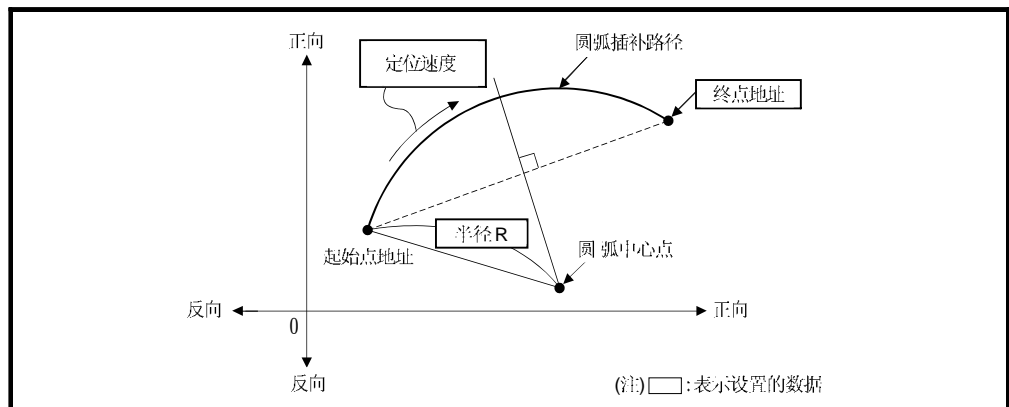 正向
圆弧插补路径
定位速度
终点地址
半径R
起始点地址
圆 弧中心点
反向
正向
0
反向
(注) : 表示设置的数据